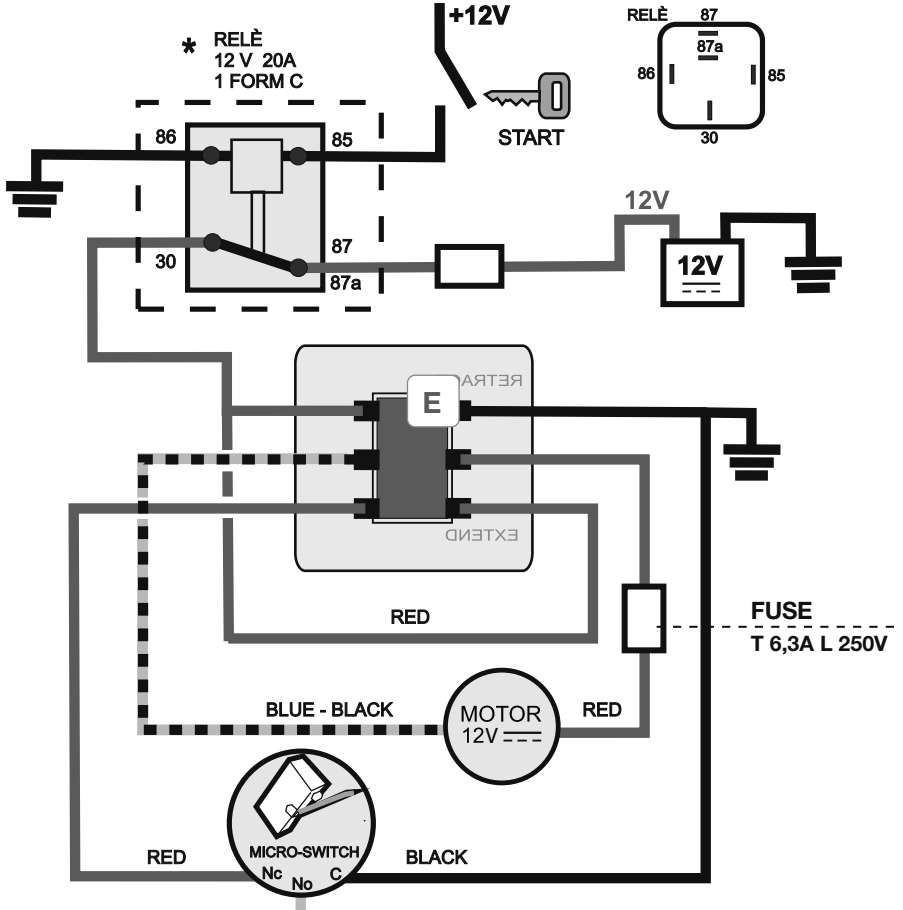 +12V
*
RELÈ
12 V 20A
1 FORM C
START
RELÈ
87
87a
86
85
30
86
85
30
87
87a
12V
12V
RETRA
E
EXTEND
RED
FUSE
T 6,3A L 250V
BLUE - BLACK
MOTOR
12V
RED
MICRO-SWITCH
Nc
No
C
RED
BLACK